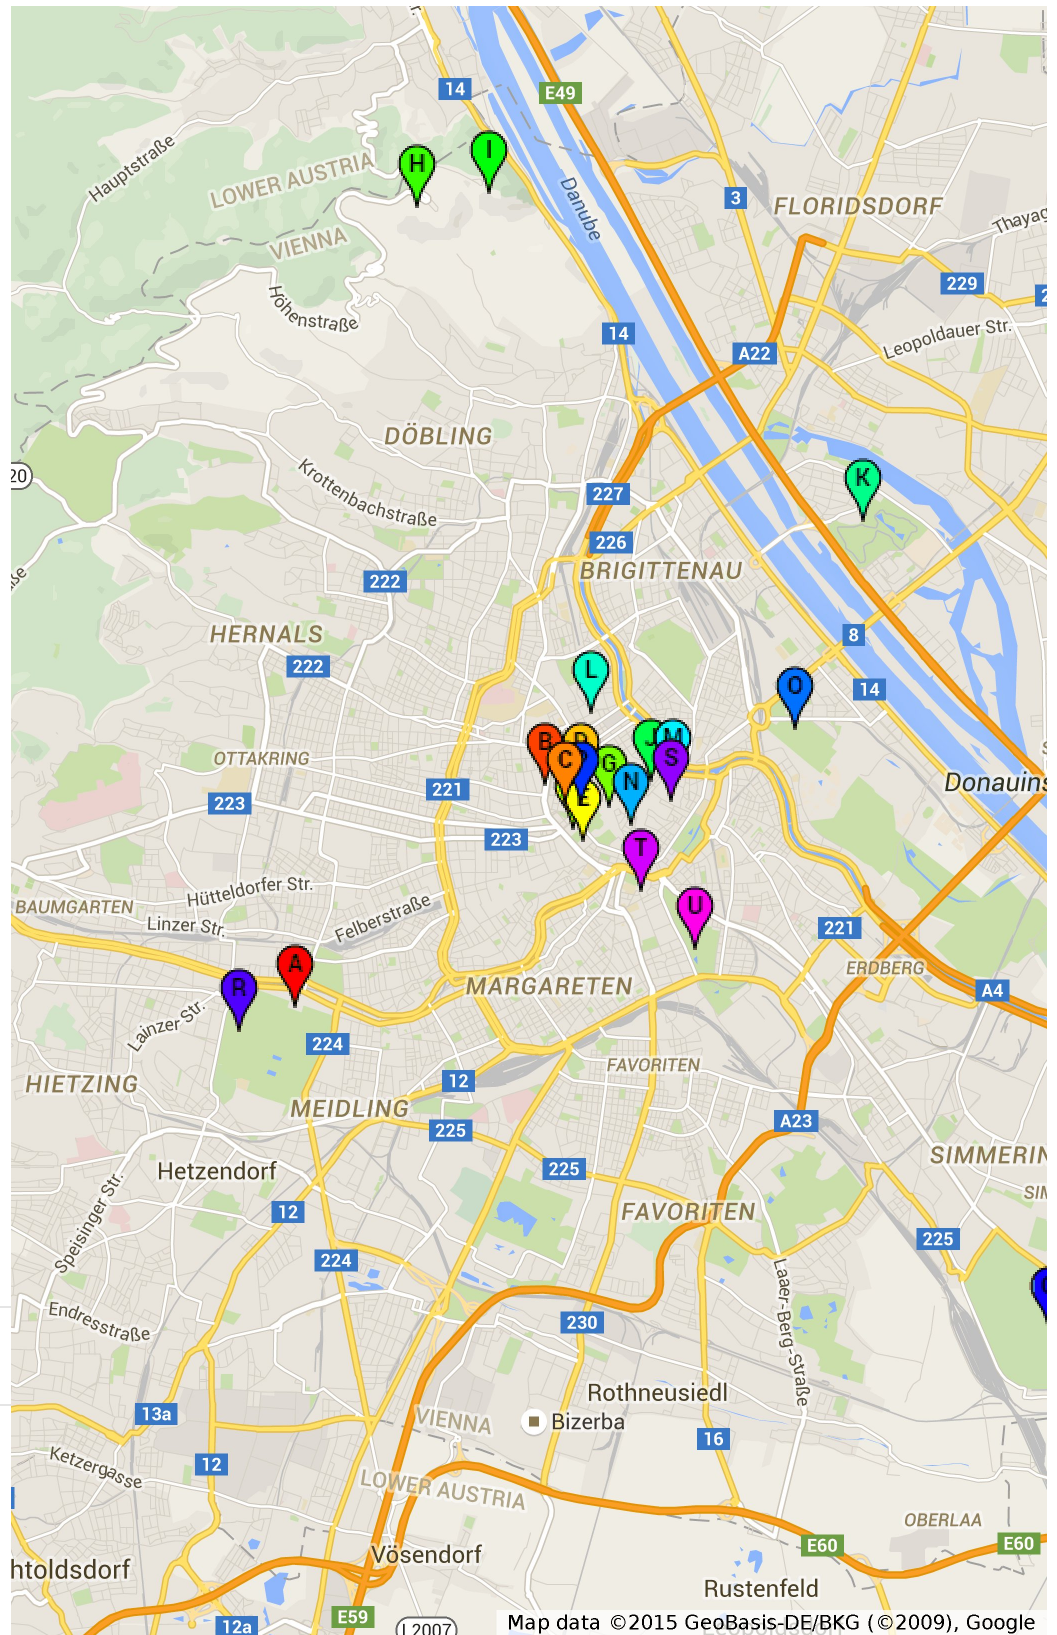 14
E49
Hauptstraße
LOWER AUSTRIA
H
I
Danube
3
FLORIDSDORF
VIENNA
229
Höhenstraße
14
Leopoldauer Str.
A22
DÖBLING
20
Krottenbachstraße
227
K
226
BRIGITTENAU
222
HERNALS
8
222
L
14
O
OTTAKRING
B
C
G
J
M
S
N
E
Donauins
221
223
223
T
Hütteldorfer Str.
BAUMGARTEN
Linzer Str.
Felberstraße
U
221
ERDBERG
A
R
MARGARETEN
A4
Lainzer Str.
224
HIETZING
12
FAVORITEN
MEIDLING
225
A23
Hetzendorf
225
SIMMERIN
SIM
Speisinger Str.
12
FAVORITEN
225
224
Laaer-Berg-Straße
Endresstraße
230
Rothneusiedl
13a
VIENNA
Bizerba
16
Ketzergasse
12
LOWER AUSTRIA
OBERLAA
E60
E60
htoldsdorf
Vösendorf
Rustenfeld
E59
12a
L2007
Map data ©2015 GeoBasis-DE/BKG (©2009), Google